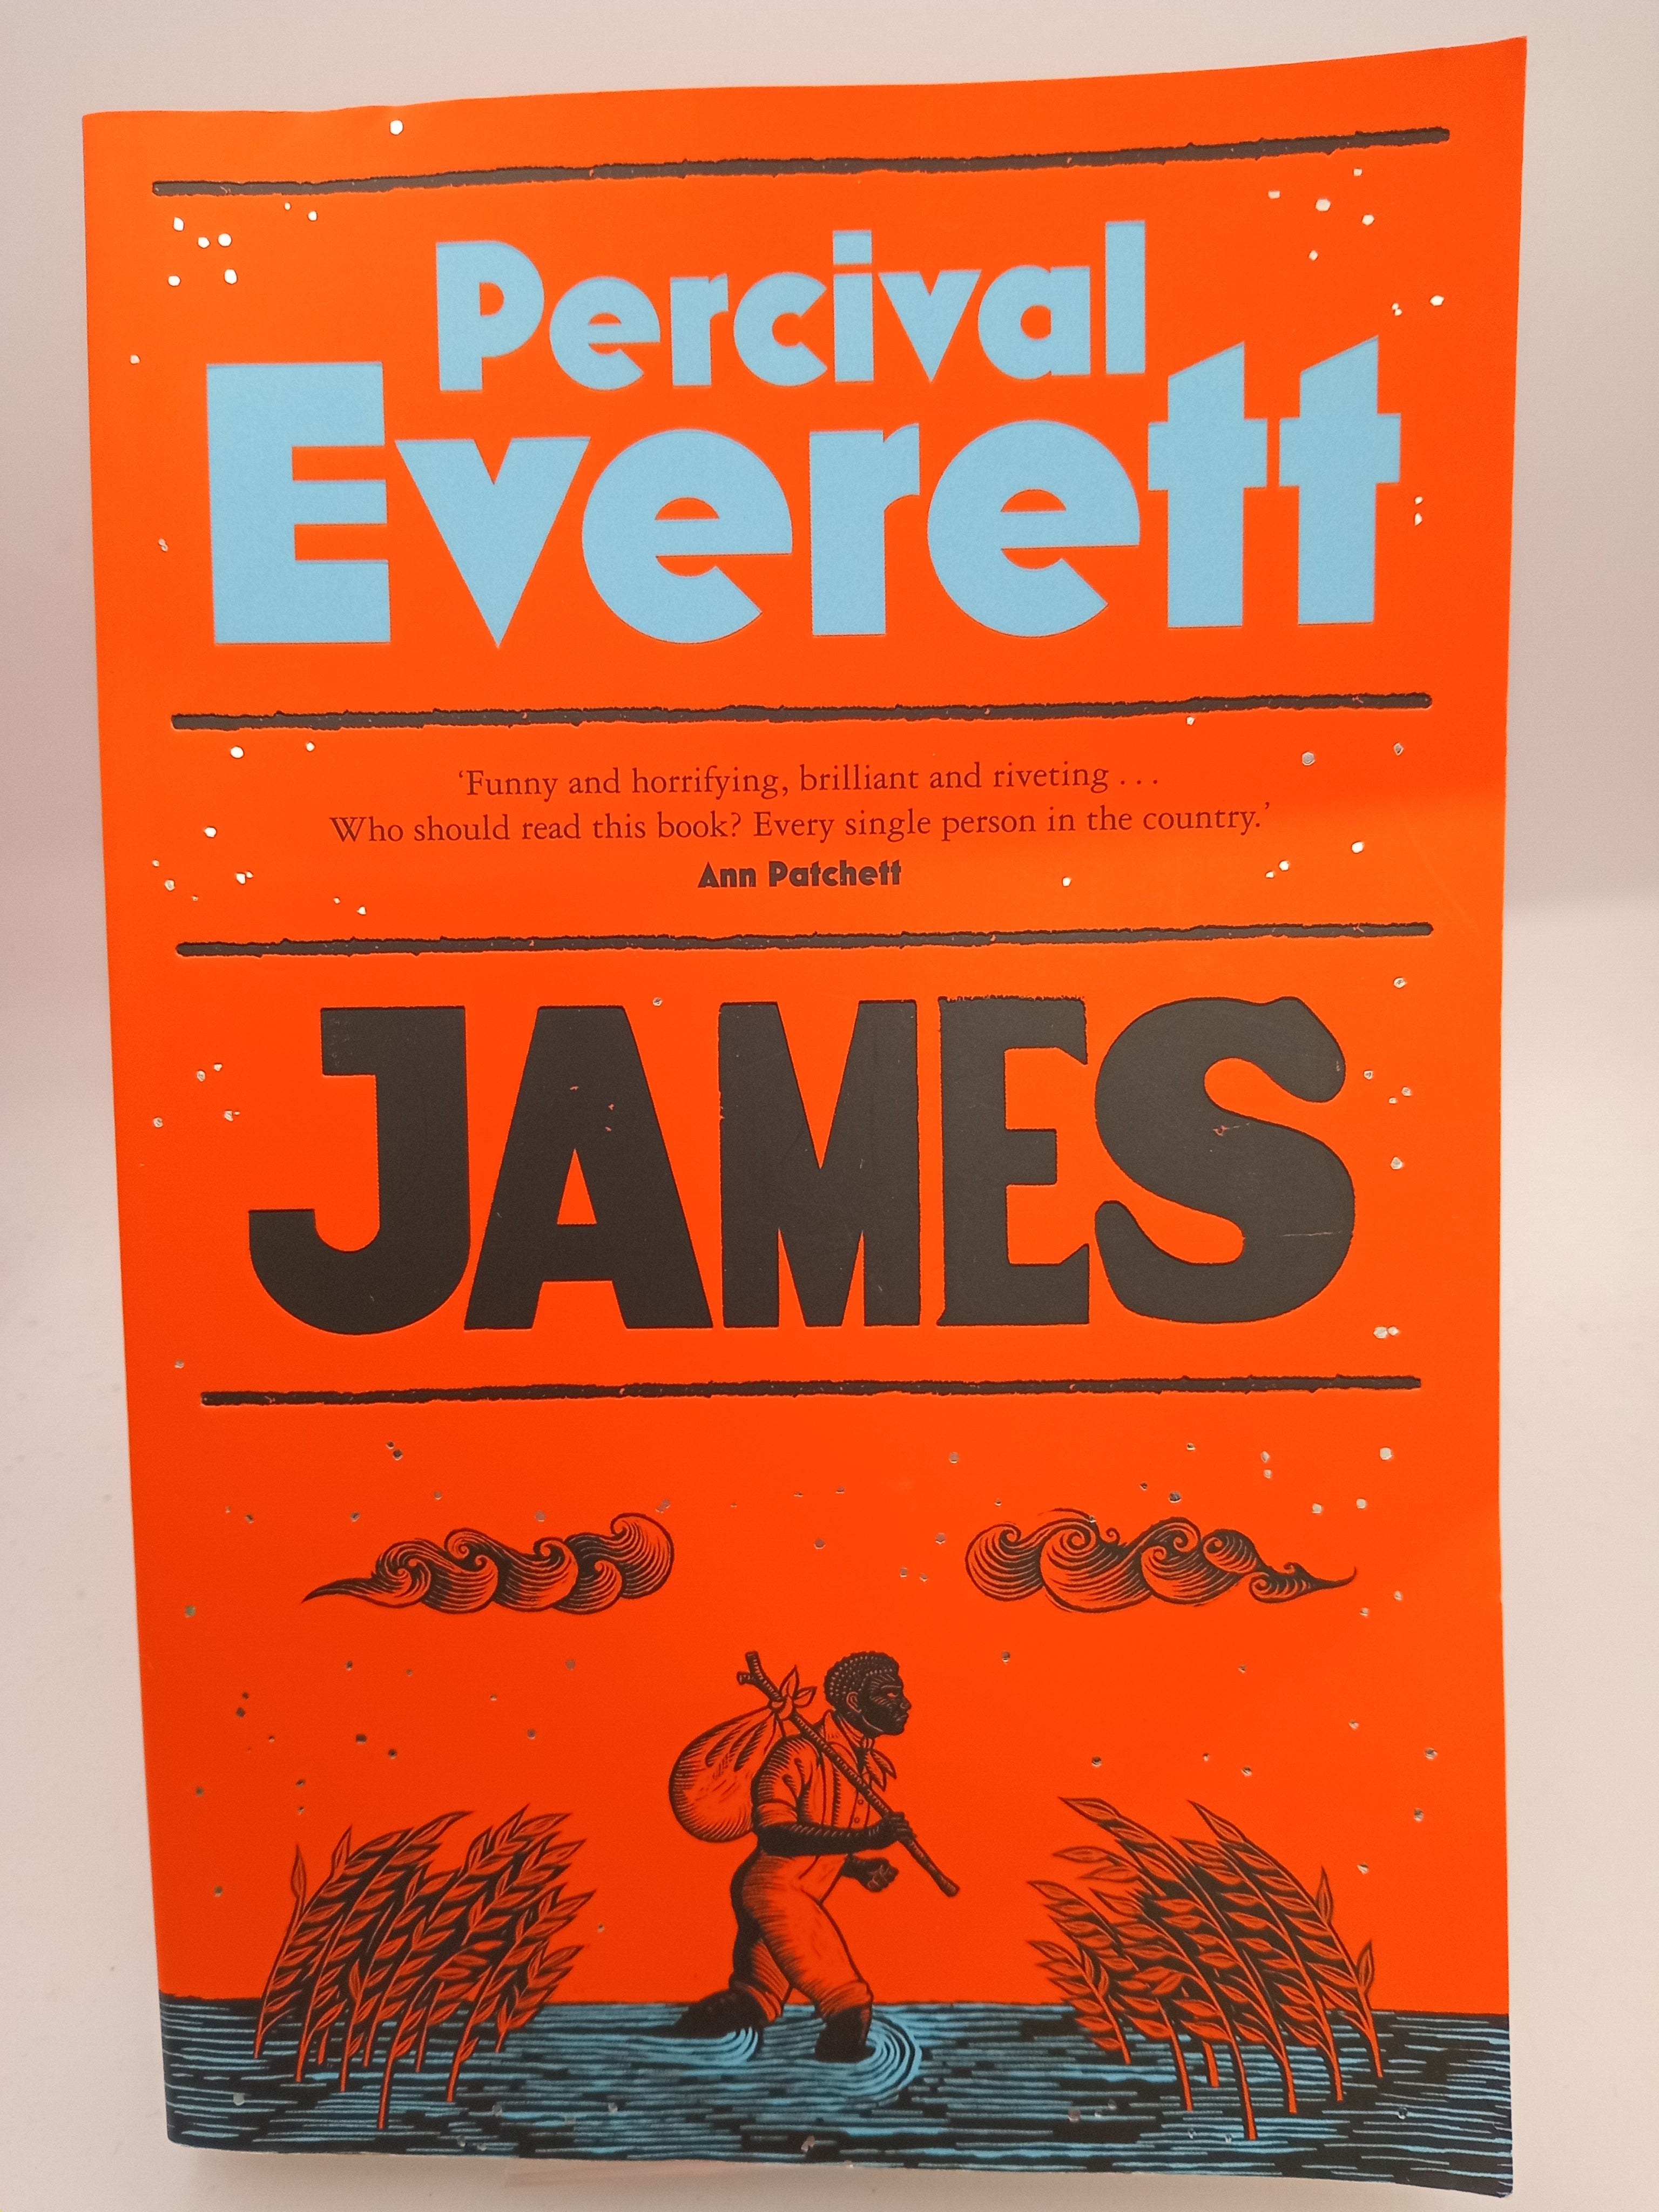 Percival
Everett
‘Funny and horrifying, brilliant and riveting . . .
Who should read this book? Every single person in the country.’
Ann Patchett
JAMES